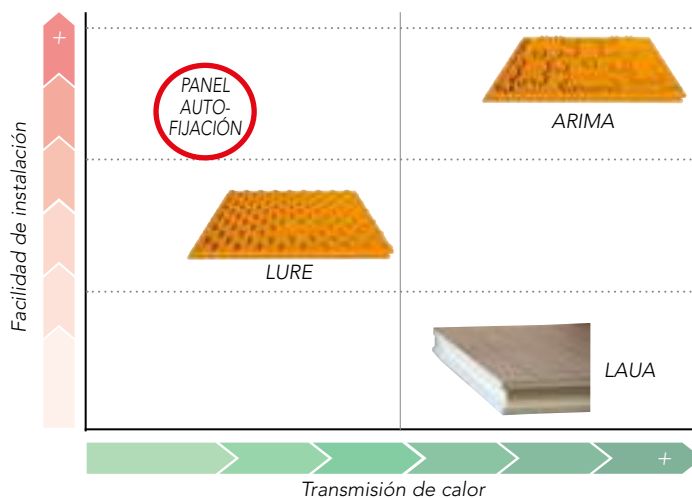 +
PANEL
AUTO-
FIJACIÓN
ARIMA
Facilidad de instalación
LURE
LAUA
+
Transmisión de calor